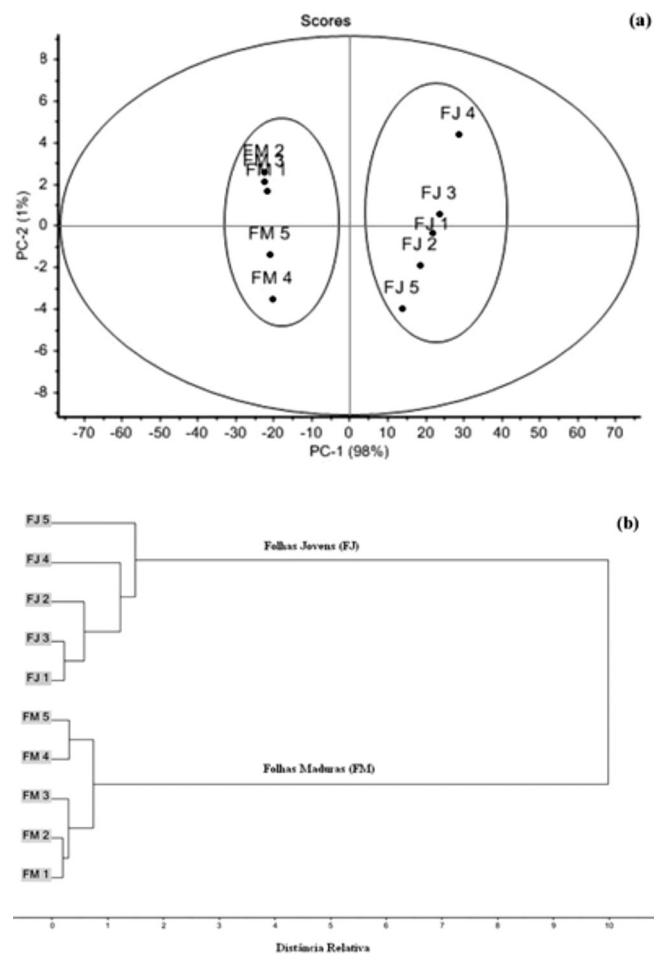 Scores
(a)
8
6
4
2
0
-2
-4
-6
-8
PC-2 (1%)
FM 2
FM 3
FM 1
FM 5
FM 4
FJ 4
FJ 3
FJ 1
FJ 2
FJ 5
-70 -60 -50 -40 -30 -20 -10 0 10 20 30 40 50 60 70
PC-1 (98%)
(b)
FJ 5
Folhas Jovens (FJ)
FJ 4
FJ 2
FJ 3
FJ 1
FM 5
FM 4
Folhas Maduras (FM)
FM 3
FM 2
FM 1
0 1 2 3 4 5 6 7 8 9 10
Distância Relativa